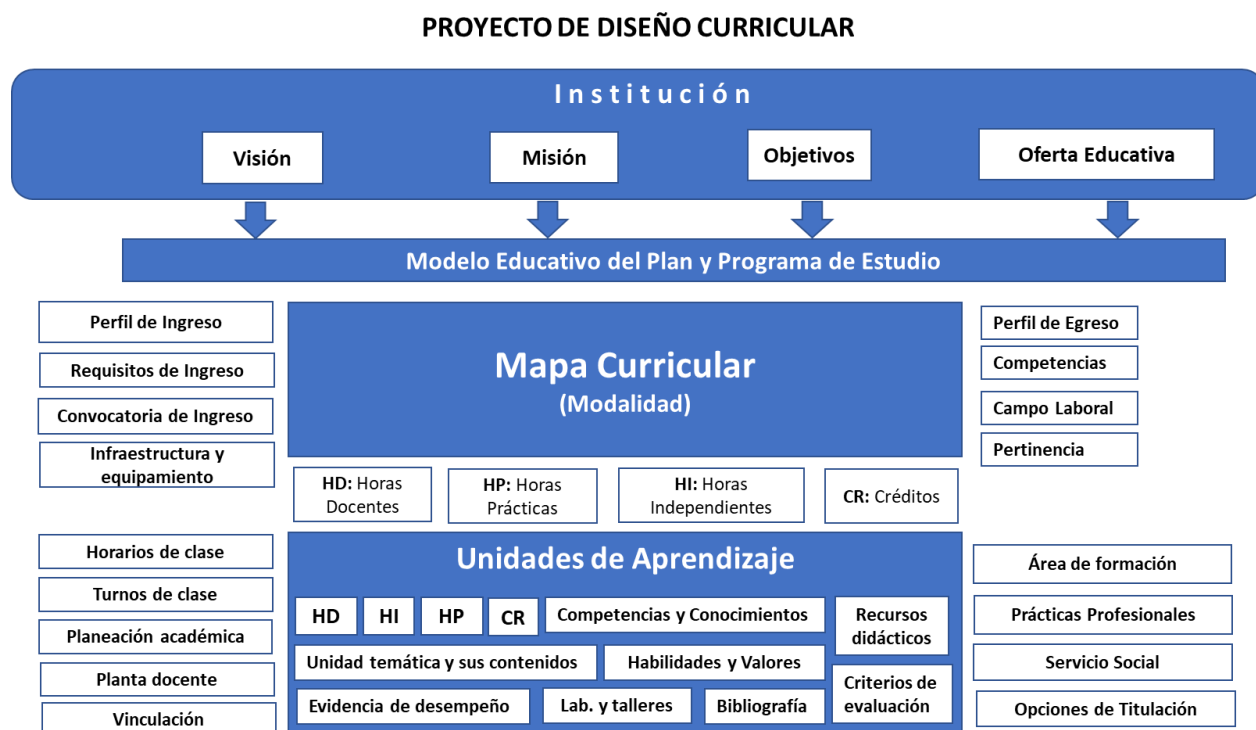 PROYECTO DE DISEÑO CURRICULAR
Institución
Visión
Misión
Objetivos
Oferta Educativa
Modelo Educativo del Plan y Programa de Estudio
Perfil de Ingreso
Requisitos de Ingreso
Convocatoria de Ingreso
Infraestructura y
equipamiento
Mapa Curricular
(Modalidad)
Perfil de Egreso
Competencias
Campo Laboral
Pertinencia
HD: Horas
Docentes
HP: Horas
Prácticas
HI: Horas
Independientes
CR: Créditos
Horarios de clase
Turnos de clase
Planeación académica
Planta docente
Vinculación
Unidades de Aprendizaje
HD
HI
HP
CR
Competencias y Conocimientos
Recursos
didácticos
Unidad temática y sus contenidos
Habilidades y Valores
Criterios de
evaluación
Evidencia de desempeño
Lab. y talleres
Bibliografía
Área de formación
Prácticas Profesionales
Servicio Social
Opciones de Titulación